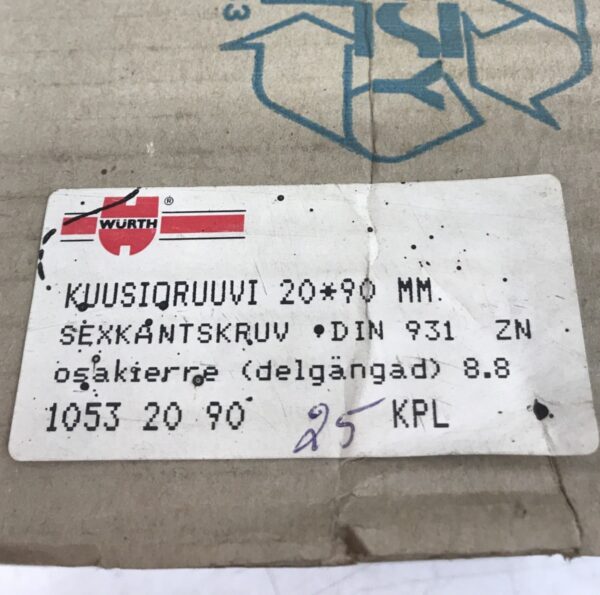 WÜRTH ®
KUUSIORUUVI 20*90 MM.
SEXKANTSKRUV DIN 931 ZN
osakierre (delgängad) 8.8
1053 20 90 25 KPL